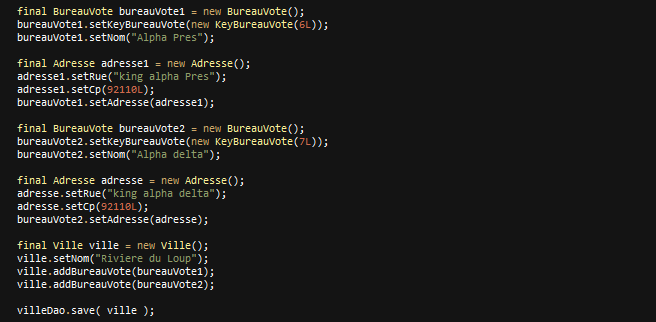 final BureauVote bureauVote1 = new BureauVote();
bureauVote1.setKeyBureauVote(new KeyBureauVote(6L));
bureauVote1.setNom("Alpha Pres");
final Adresse adresse1 = new Adresse();
adresse1.setRue("king alpha Pres");
adresse1.setCp(92110L);
bureauVote1.setAdresse(adresse1);
final BureauVote bureauVote2 = new BureauVote();
bureauVote2.setKeyBureauVote(new KeyBureauVote(7L));
bureauVote2.setNom("Alpha delta");
final Adresse adresse = new Adresse();
adresse.setRue("king alpha delta");
adresse.setCp(92110L);
bureauVote2.setAdresse(adresse);
final Ville ville = new Ville();
ville.setNom("Riviere du Loup");
ville.addBureauVote(bureauVote1);
ville.addBureauVote(bureauVote2);
villeDao.save( ville );